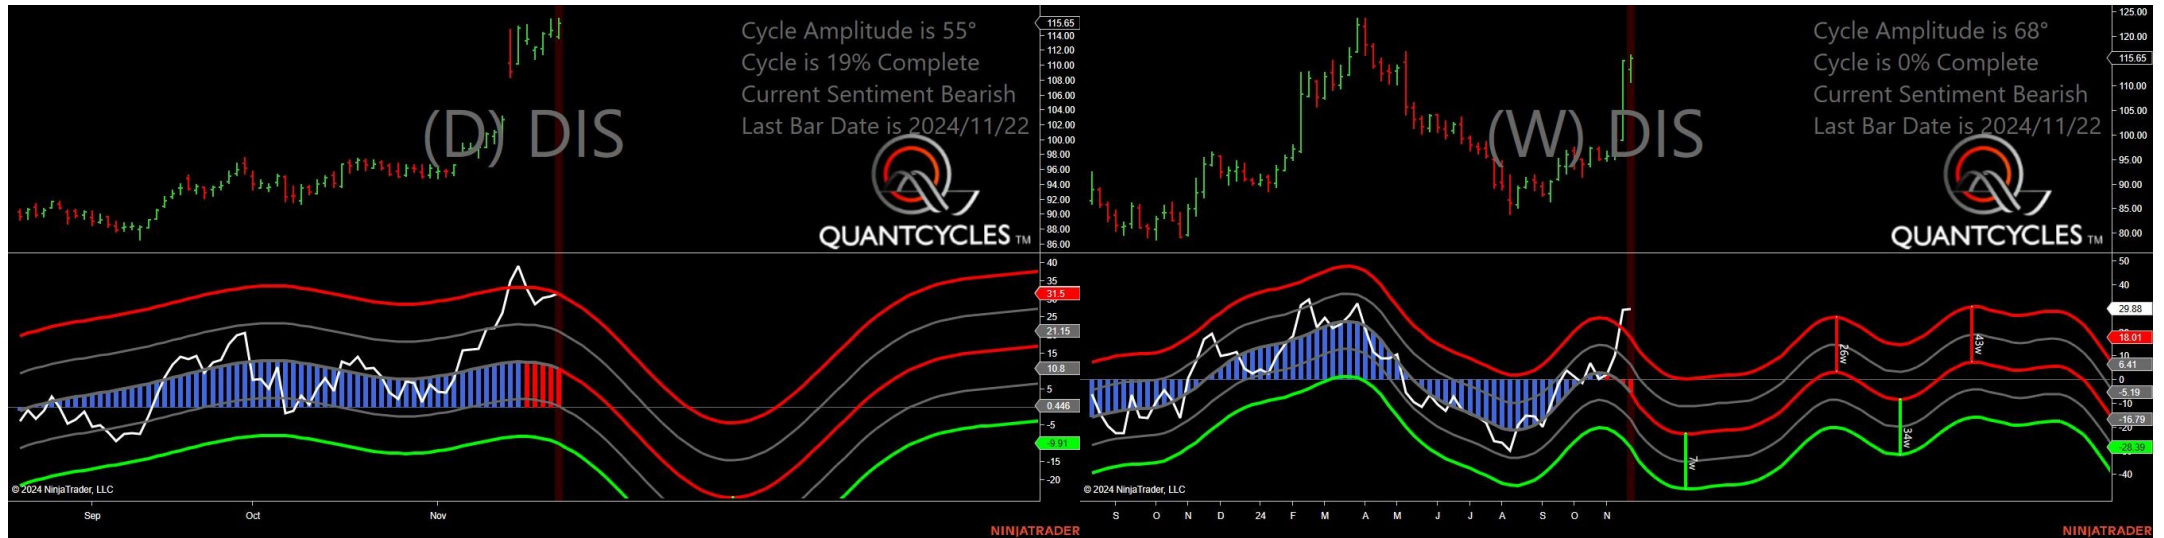 Cycle Amplitude is 55°
Cycle is 19% Complete
Current Sentiment Bearish
Last Bar Date is 2024/11/22
(D) DIS
QUANTCYCLES TM
115.65
114.00
112.00
110.00
108.00
106.00
104.00
102.00
100.00
98.00
96.00
94.00
92.00
90.00
88.00
86.00
40
35
31.5
25
21.15
15
10.8
5
0.446
-5
-9.91
-15
-20
© 2024 NinjaTrader, LLC
Sep Oct Nov
NINJATRADER
Cycle Amplitude is 68°
Cycle is 0% Complete
Current Sentiment Bearish
Last Bar Date is 2024/11/22
(W) DIS
QUANTCYCLES TM
125.00
120.00
115.65
110.00
105.00
100.00
95.00
90.00
85.00
80.00
50
40
29.88
18.01
10
6.41
0
-5.19
-10
-16.79
-28.39
-40
7w
26w
34w
43w
© 2024 NinjaTrader, LLC
S O N D 24 F M A M J J A S O N
NINJATRADER